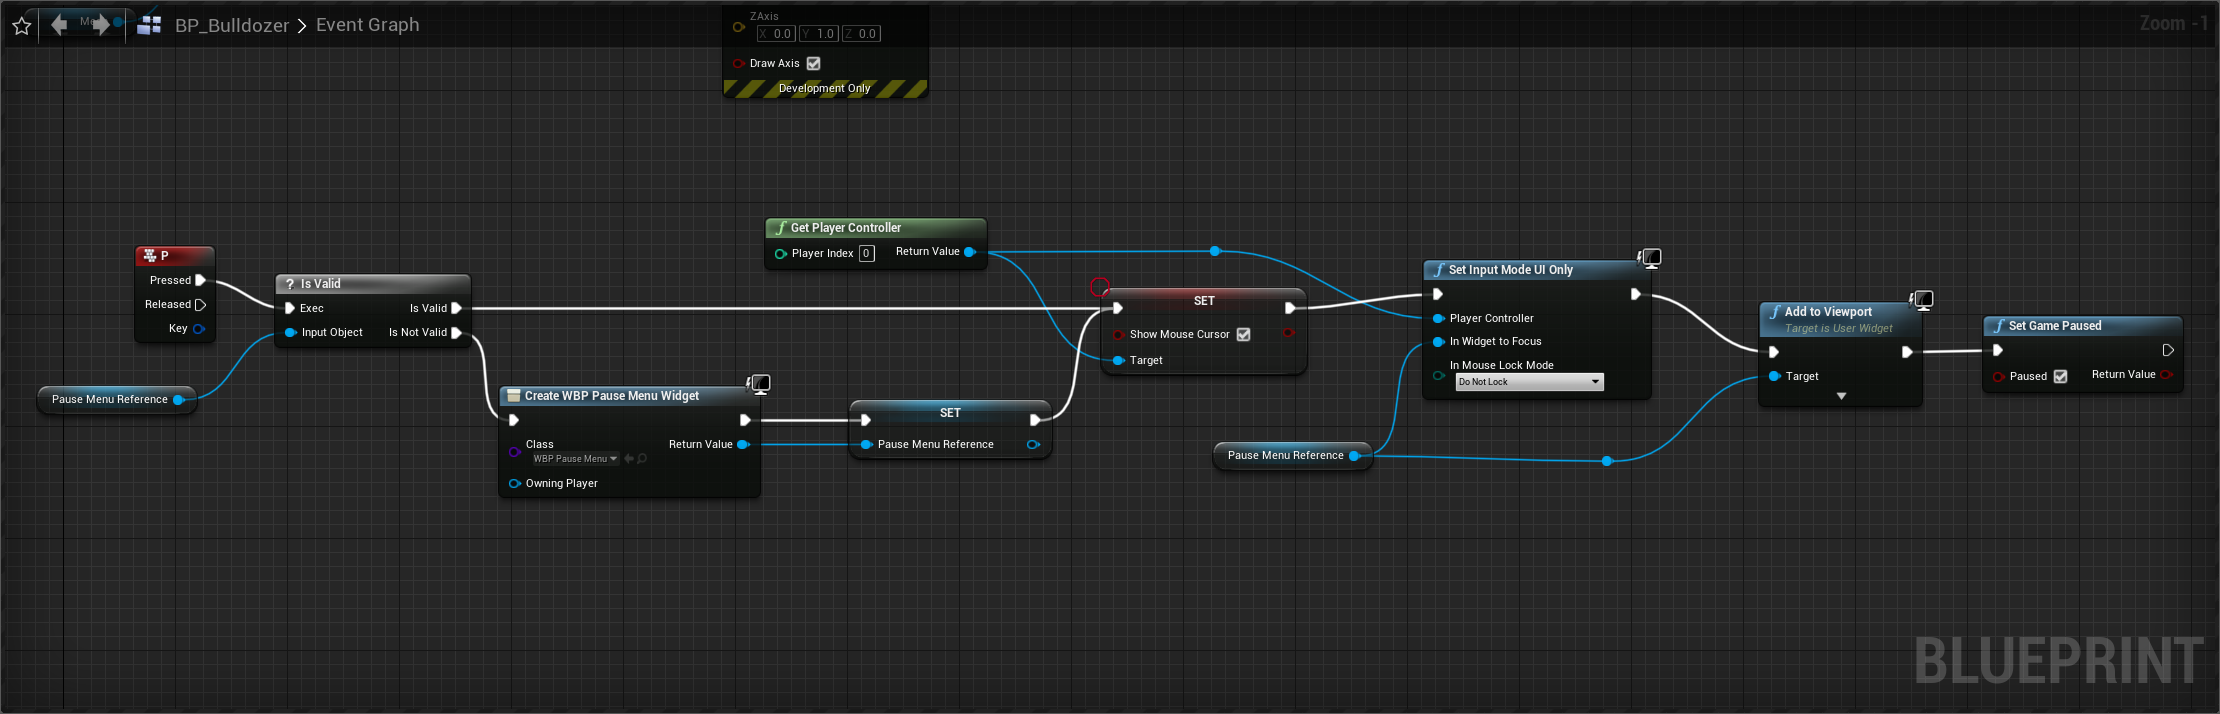 Me
BP_Bulldozer > Event Graph
Zoom -1
ZAxis
X 0.0 Y 1.0 Z 0.0
Draw Axis
Development Only
Get Player Controller
Player Index 0 Return Value
P
Pressed
Released
Key
? Is Valid
Exec Is Valid
Input Object Is Not Valid
Pause Menu Reference
Create WBP Pause Menu Widget
Class
WBP Pause Menu
Return Value
Owning Player
SET
Pause Menu Reference
SET
Show Mouse Cursor
Target
f Set Input Mode UI Only
Player Controller
In Widget to Focus
In Mouse Lock Mode
Do Not Lock
Pause Menu Reference
f Add to Viewport
Target is User Widget
Target
f Set Game Paused
Paused Return Value
BLUEPRINT